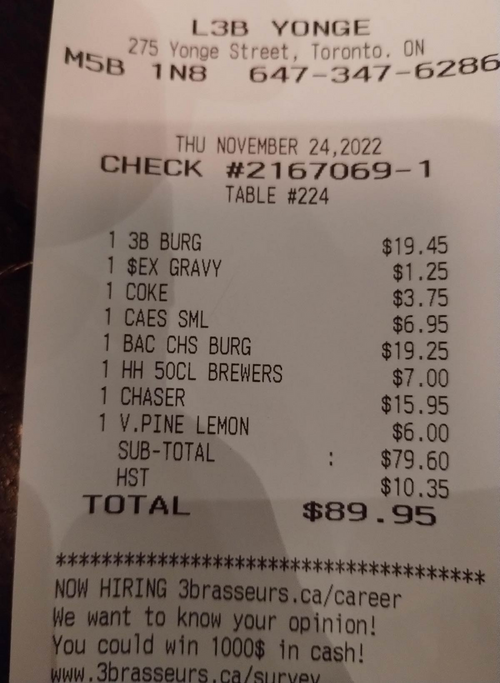 L3B YONGE
275 Yonge Street, Toronto. ON
M5B 1N8 647-347-6286
THU NOVEMBER 24,2022
CHECK #2167069-1
TABLE #224
1 3B BURG $19.45
1 $EX GRAVY $1.25
1 COKE $3.75
1 CAES SML $6.95
1 BAC CHS BURG $19.25
1 HH 50CL BREWERS $7.00
1 CHASER $15.95
1 V.PINE LEMON $6.00
SUB-TOTAL : $79.60
HST $10.35
TOTAL $89.95
***************************************
NOW HIRING 3brasseurs.ca/career
We want to know your opinion!
You could win 1000$ in cash!
www.3brasseurs.ca/survey